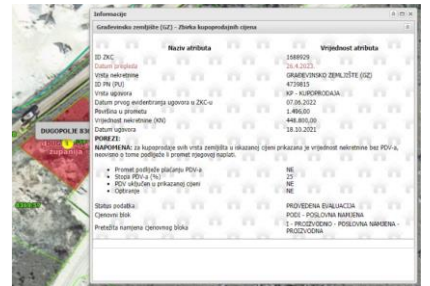 Informacije
Građevinsko zemljište (GZ) - Zbirka kupoprodajnih cijena
Naziv atributa Vrijednost atributa
ID ZKC 1688929
Datum pregleda 26.4.2023
Vrsta nekretnine GRAĐEVINSKO ZEMLJIŠTE (GZ)
ID PN (PU) 4739815
Vrsta ugovora KP - KUPOPRODAJA
Datum prvog evidentiranja ugovora u ZKC-u 07.06.2022
Površina u prometu 1.496,00
Vrijednost nekretnine (KN) 448.800,00
Datum ugovora 18.10.2021
POREZI:
NAPOMENA: za kupoprodaje svih vrsta zemljišta u iskazanoj cijeni prikazana je vrijednost nekretnine bez PDV-a,
neovisno o tome podliježe li promet njegovoj naplati.
• Promet podliježe plaćanju PDV-a NE
• Stopa PDV-a (%) 25
• PDV uključen u prikazanoj cijeni NE
• Optiranje NE
Status podatka PROVEDENA EVALUACIJA
Cjenovni blok PODI - POSLOVNA NAMJENA
Pretežita namjena cjenovnog bloka I - PROIZVODNO - POSLOVNA NAMJENA -
PROIZVODNA
DUGOPOLJE
županija